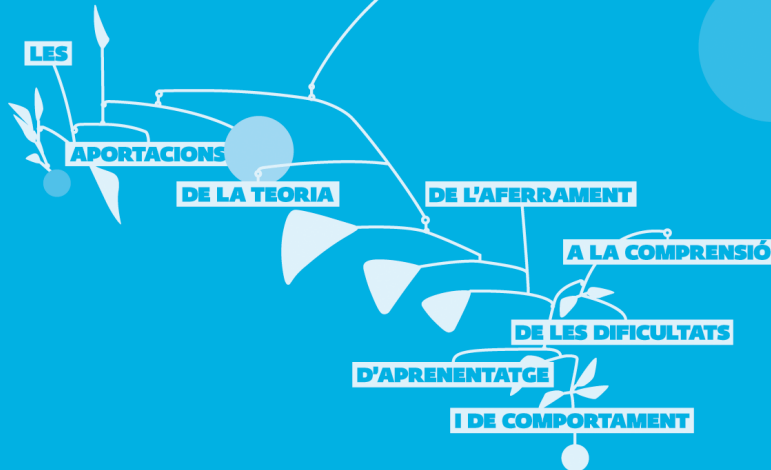 LES
APORTACIONS
DE LA TEORIA
DE L'AFERRAMENT
A LA COMPRENSIÓ
DE LES DIFICULTATS
D'APRENENTATGE
I DE COMPORTAMENT